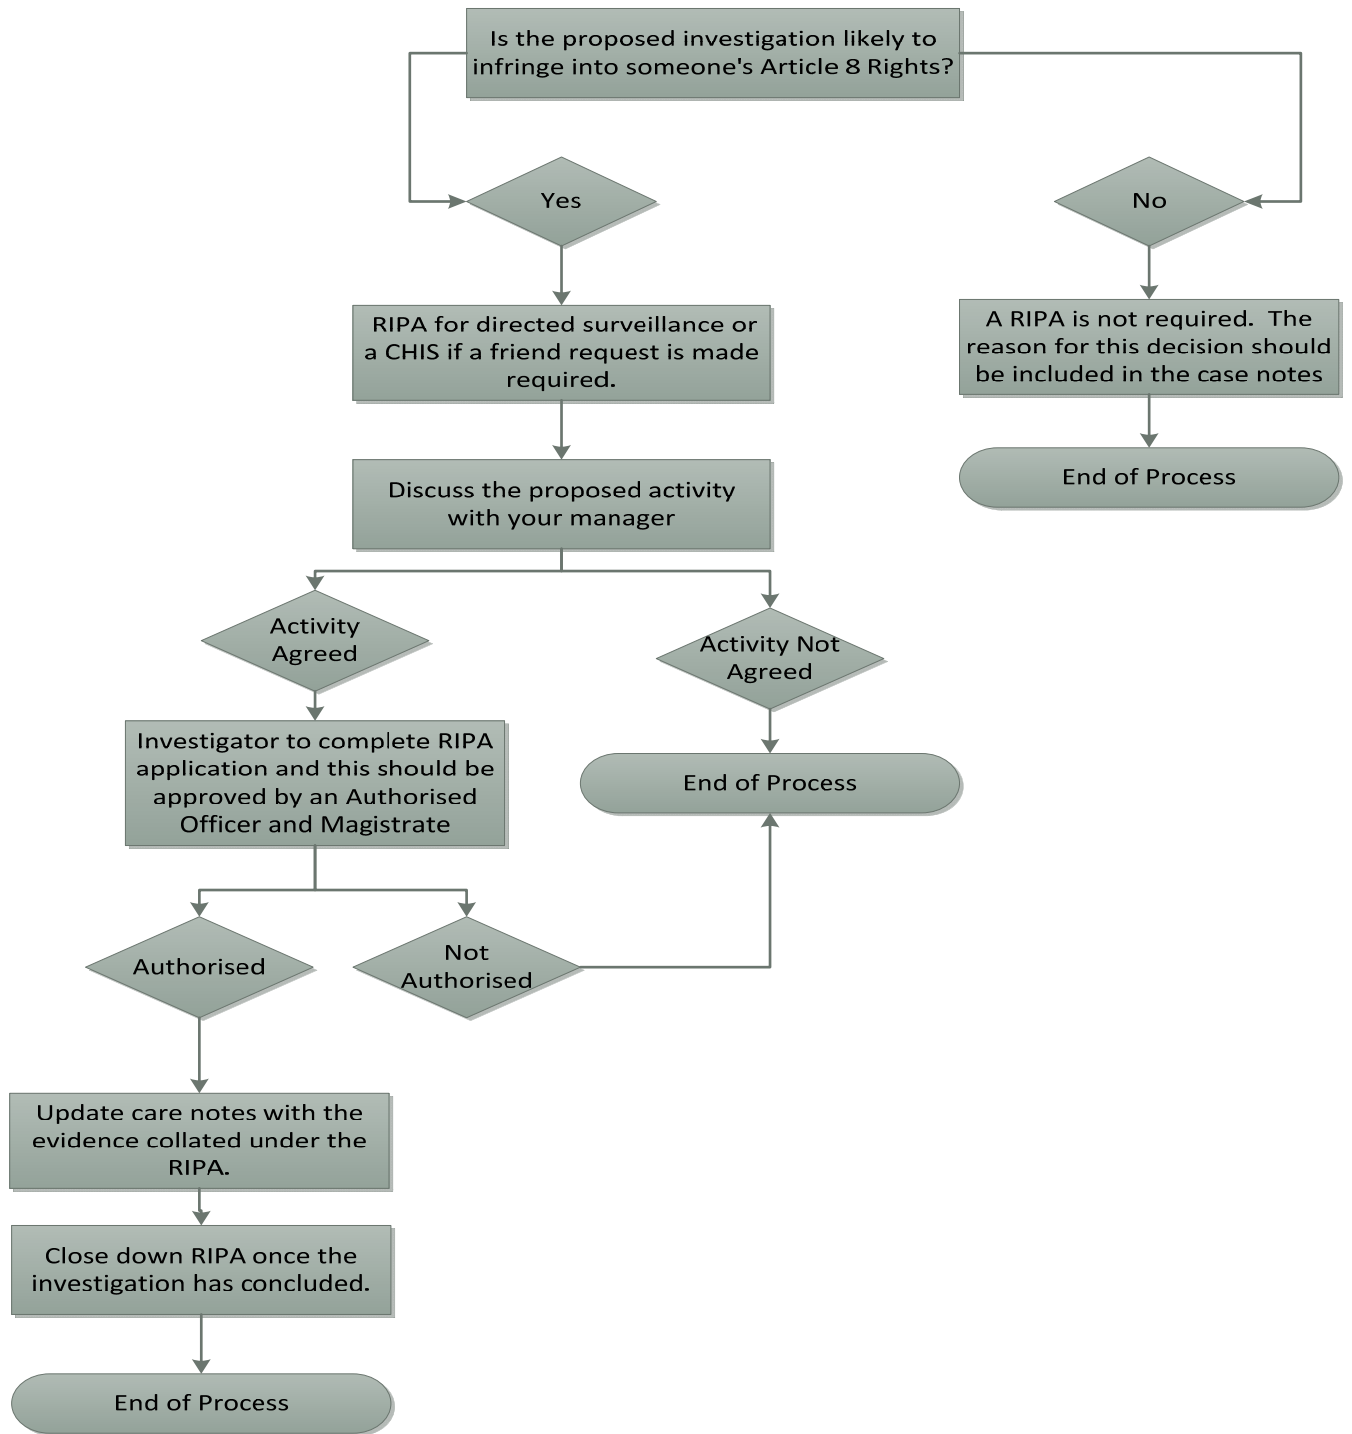 Is the proposed investigation likely to
infringe into someone's Article 8 Rights?
Yes
No
RIPA for directed surveillance or
a CHIS if a friend request is made
required.
A RIPA is not required.  The
reason for this decision should
be included in the case notes
End of Process
Discuss the proposed activity
with your manager
Activity
Agreed
Activity Not
Agreed
Investigator to complete RIPA
application and this should be
approved by an Authorised
Officer and Magistrate
End of Process
Authorised
Not
Authorised
Update care notes with the
evidence collated under the
RIPA.
Close down RIPA once the
investigation has concluded.
End of Process